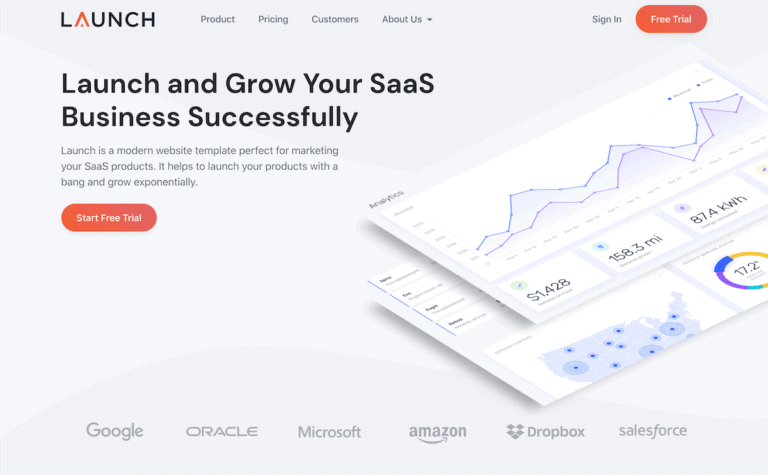 LAUNCH
Product
Pricing
Customers
About Us
Sign In
Free Trial
Launch and Grow Your SaaS
Business Successfully
Launch is a modern website template perfect for marketing
your SaaS products. It helps to launch your products with a
bang and grow exponentially.
Start Free Trial
Analytics
$1,428
158.3 mi
87.4 kWh
17.2
Google
ORACLE
Microsoft
amazon
Dropbox
salesforce